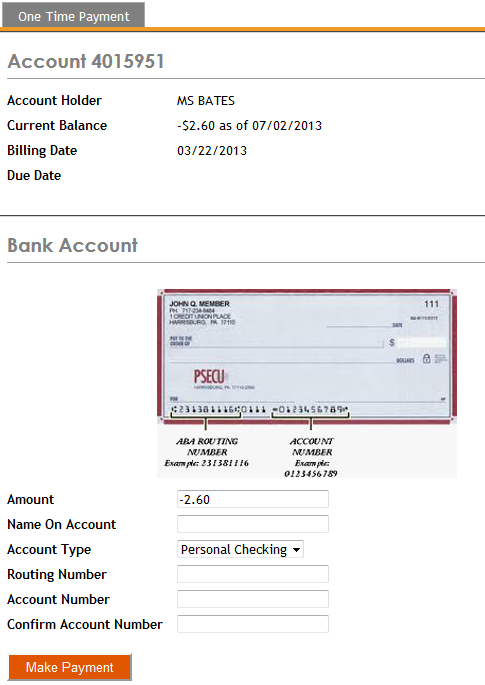 One Time Payment
Account 4015951
Account Holder MS BATES
Current Balance -$2.60 as of 07/02/2013
Billing Date 03/22/2013
Due Date
Bank Account
JOHN Q. MEMBER 111
PH 717-234-8484
1 CREDIT UNION PLACE
HARRISBURG, PA 17110
DATE
PAY TO THE
ORDER OF $
DOLLARS
PSECU
HARRISBURG, PA
FOR
231381116 0111 0123456789
ABA ROUTING
NUMBER
Example: 231381116
ACCOUNT
NUMBER
Example:
0123456789
Amount -2.60
Name On Account
Account Type Personal Checking
Routing Number
Account Number
Confirm Account Number
Make Payment